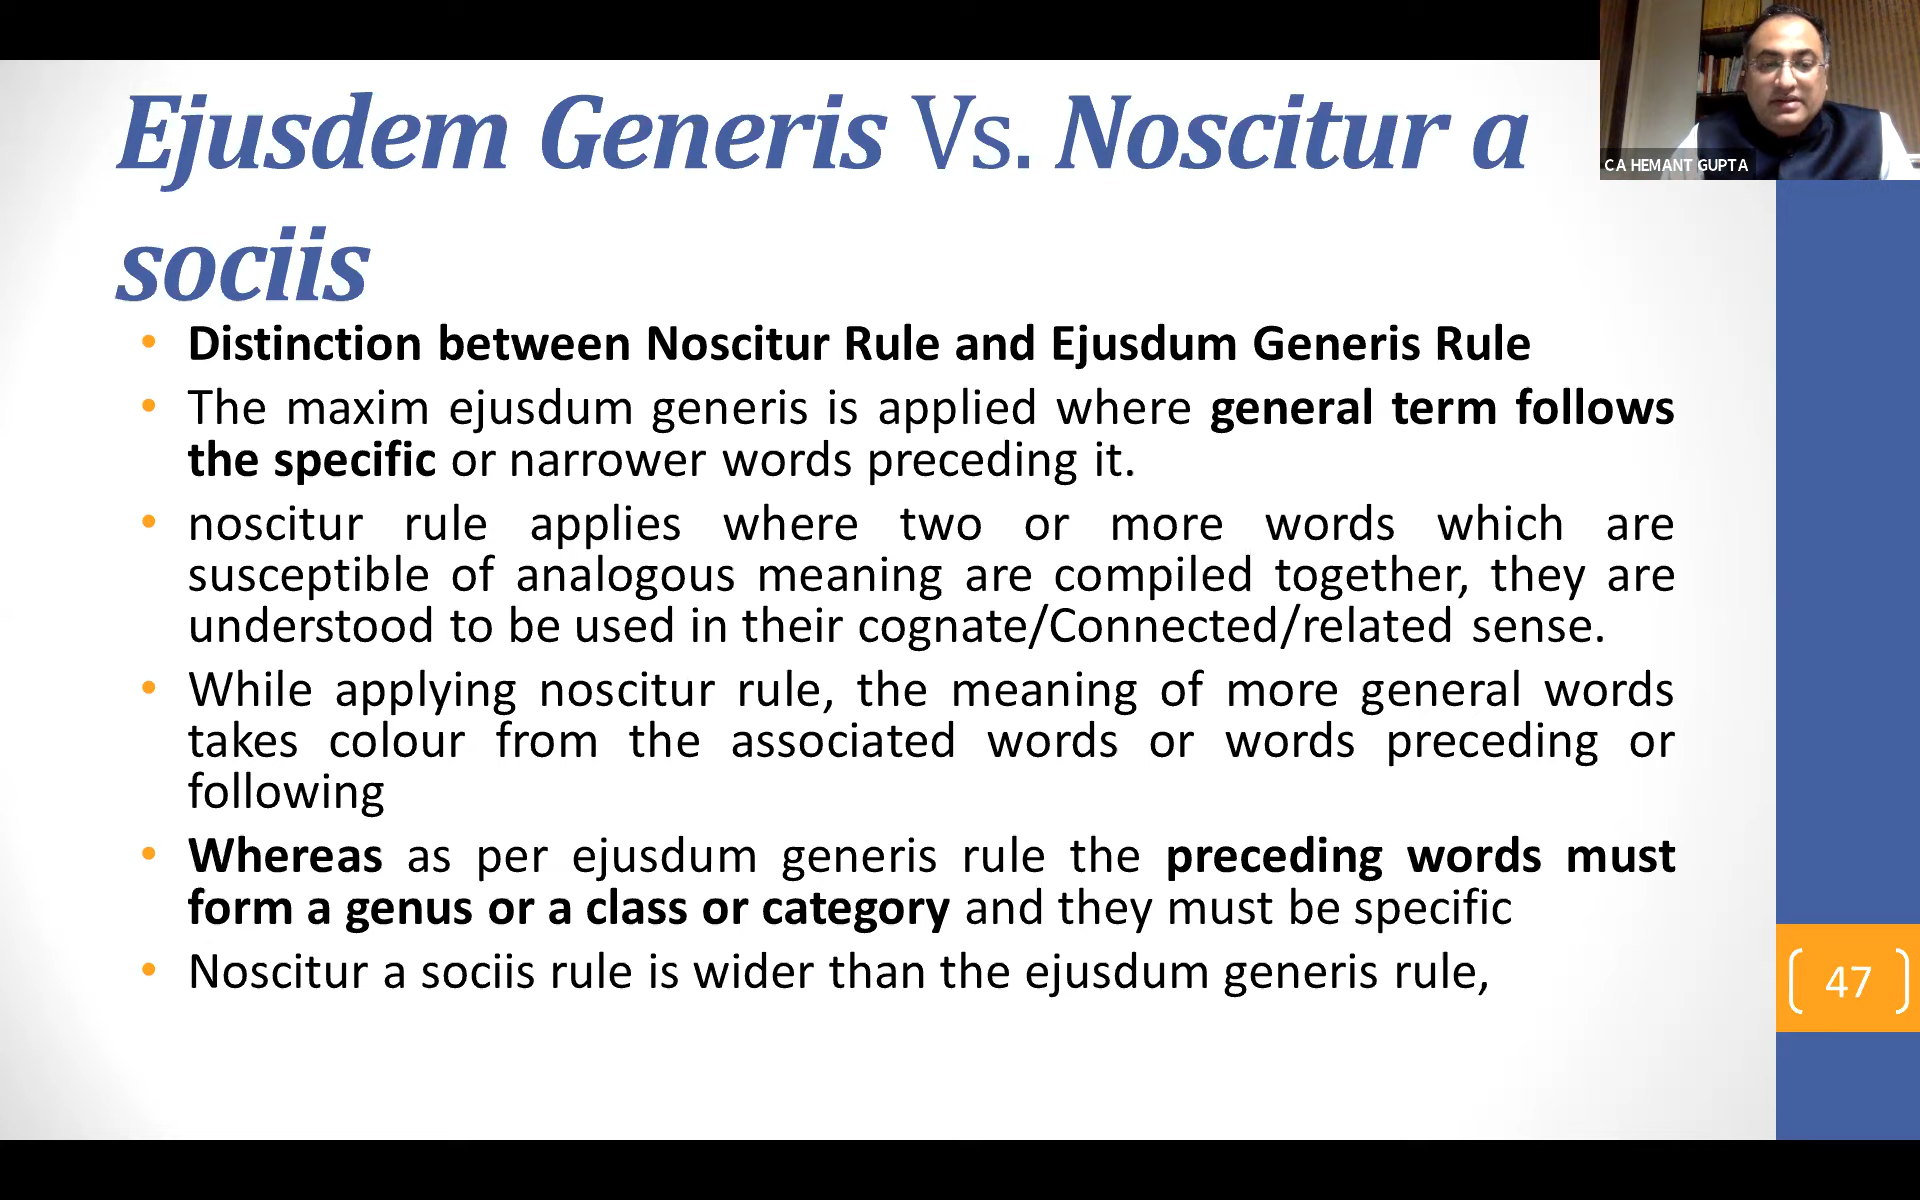 Ejusdem Generis Vs. Noscitur a
sociis
CA HEMANT GUPTA
• Distinction between Noscitur Rule and Ejusdum Generis Rule
• The maxim ejusdum generis is applied where general term follows
the specific or narrower words preceding it.
• noscitur rule applies where two or more words which are
susceptible of analogous meaning are compiled together, they are
understood to be used in their cognate/Connected/related sense.
• While applying noscitur rule, the meaning of more general words
takes colour from the associated words or words preceding or
following
• Whereas as per ejusdum generis rule the preceding words must
form a genus or a class or category and they must be specific
• Noscitur a sociis rule is wider than the ejusdum generis rule,
47